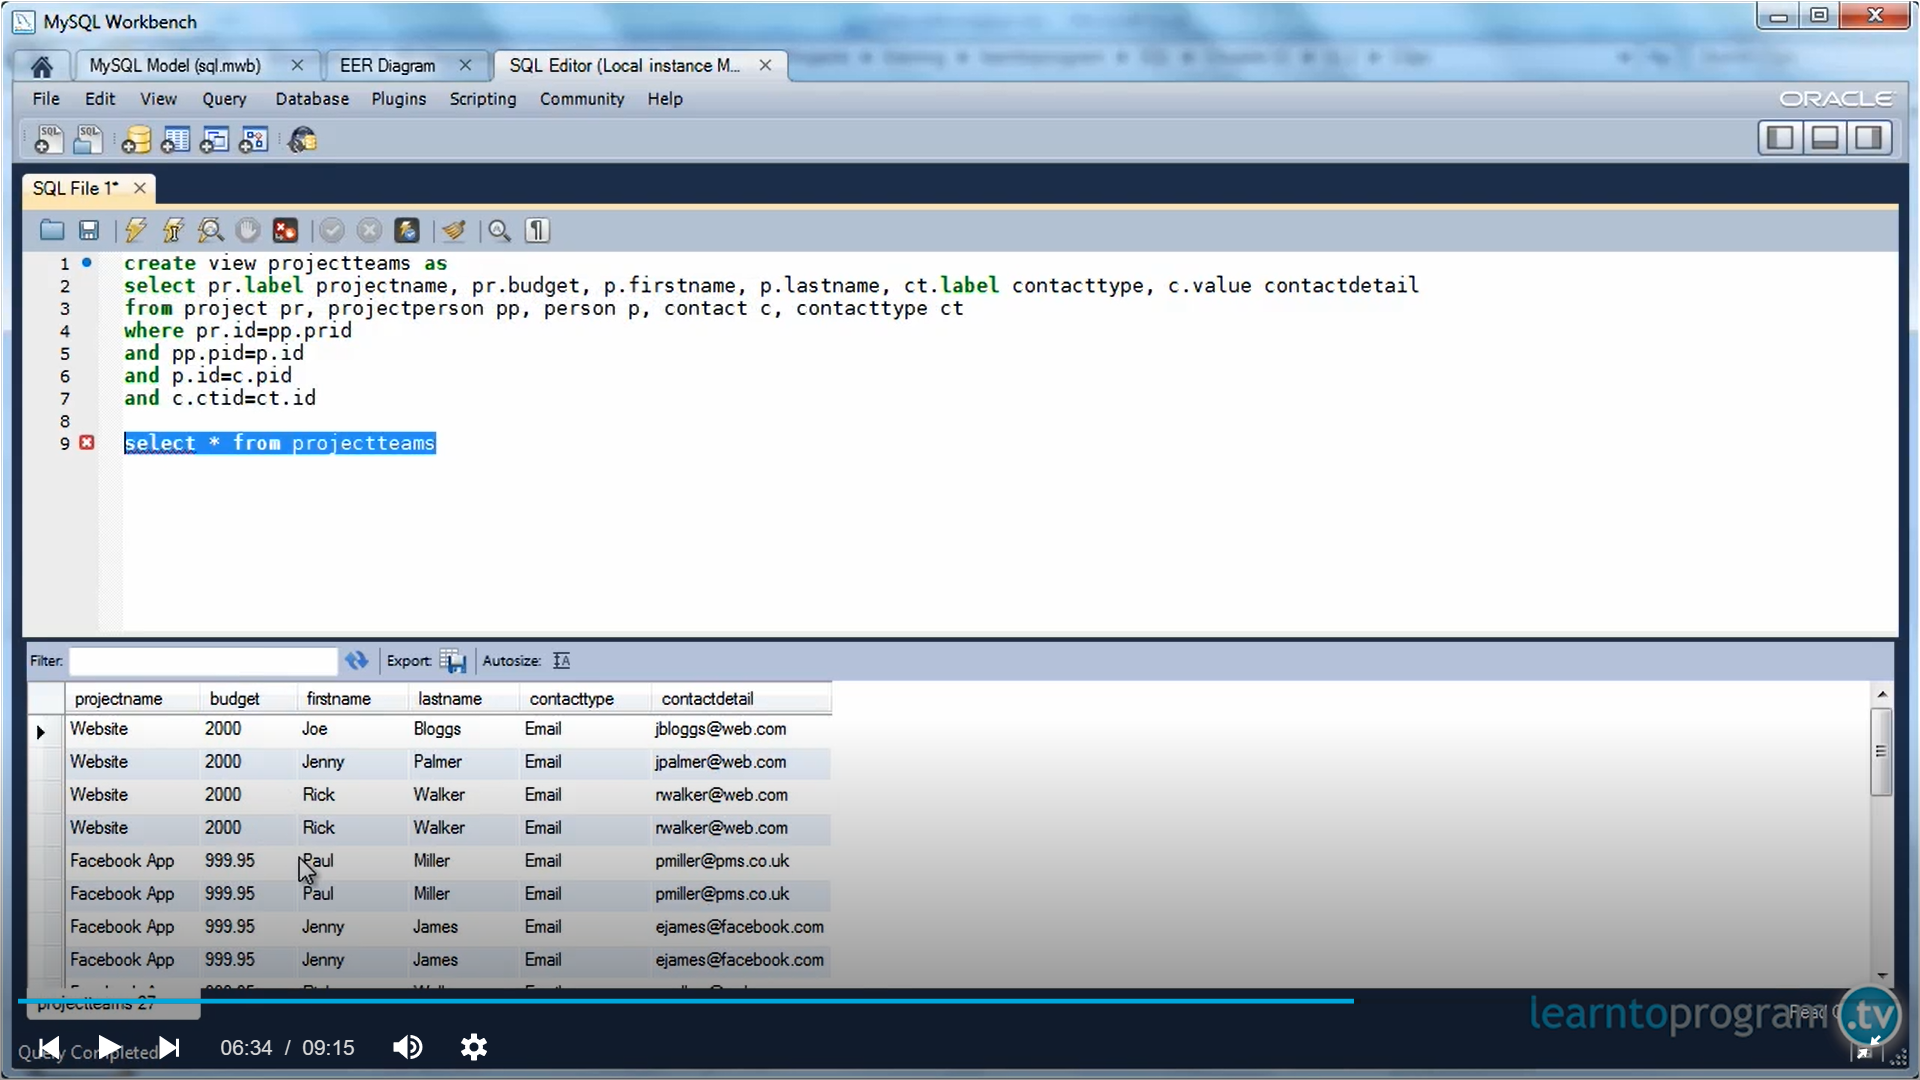 MySQL Workbench
MySQL Model (sql.mwb)
EER Diagram
SQL Editor (Local instance M...
File Edit View Query Database Plugins Scripting Community Help
ORACLE
SQL File 1*
1 create view projectteams as
2 select pr.label projectname, pr.budget, p.firstname, p.lastname, ct.label contacttype, c.value contactdetail
3 from project pr, projectperson pp, person p, contact c, contacttype ct
4 where pr.id=pp.prid
5 and pp.pid=p.id
6 and p.id=c.pid
7 and c.ctid=ct.id
8
9 select * from projectteams
Filter: Export: Autosize:
projectname budget firstname lastname contacttype contactdetail
Website 2000 Joe Bloggs Email jbloggs@web.com
Website 2000 Jenny Palmer Email jpalmer@web.com
Website 2000 Rick Walker Email rwalker@web.com
Website 2000 Rick Walker Email rwalker@web.com
Facebook App 999.95 Paul Miller Email pmiller@pms.co.uk
Facebook App 999.95 Paul Miller Email pmiller@pms.co.uk
Facebook App 999.95 Jenny James Email ejames@facebook.com
Facebook App 999.95 Jenny James Email ejames@facebook.com
projectteams 27
learntoprogram.tv
Query Completed
06:34 / 09:15